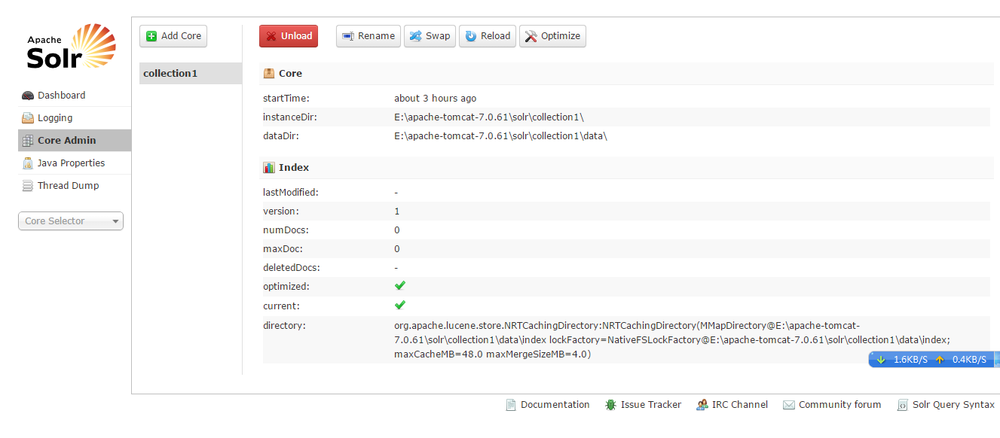 Apache
Solr
Dashboard
Logging
Core Admin
Java Properties
Thread Dump
Core Selector
Add Core
collection1
Unload
Rename
Swap
Reload
Optimize
Core
startTime: about 3 hours ago
instanceDir: E:\apache-tomcat-7.0.61\solr\collection1\
dataDir: E:\apache-tomcat-7.0.61\solr\collection1\data\
Index
lastModified: -
version: 1
numDocs: 0
maxDoc: 0
deletedDocs: -
optimized:
current:
directory: org.apache.lucene.store.NRTCachingDirectory:NRTCachingDirectory(MMapDirectory@E:\apache-tomcat-
7.0.61\solr\collection1\data\index lockFactory=NativeFSLockFactory@E:\apache-tomcat-7.0.61\solr\collection1\data\index;
maxCacheMB=48.0 maxMergeSizeMB=4.0)
1.6KB/S 0.4KB/S
Documentation Issue Tracker IRC Channel Community forum Solr Query Syntax